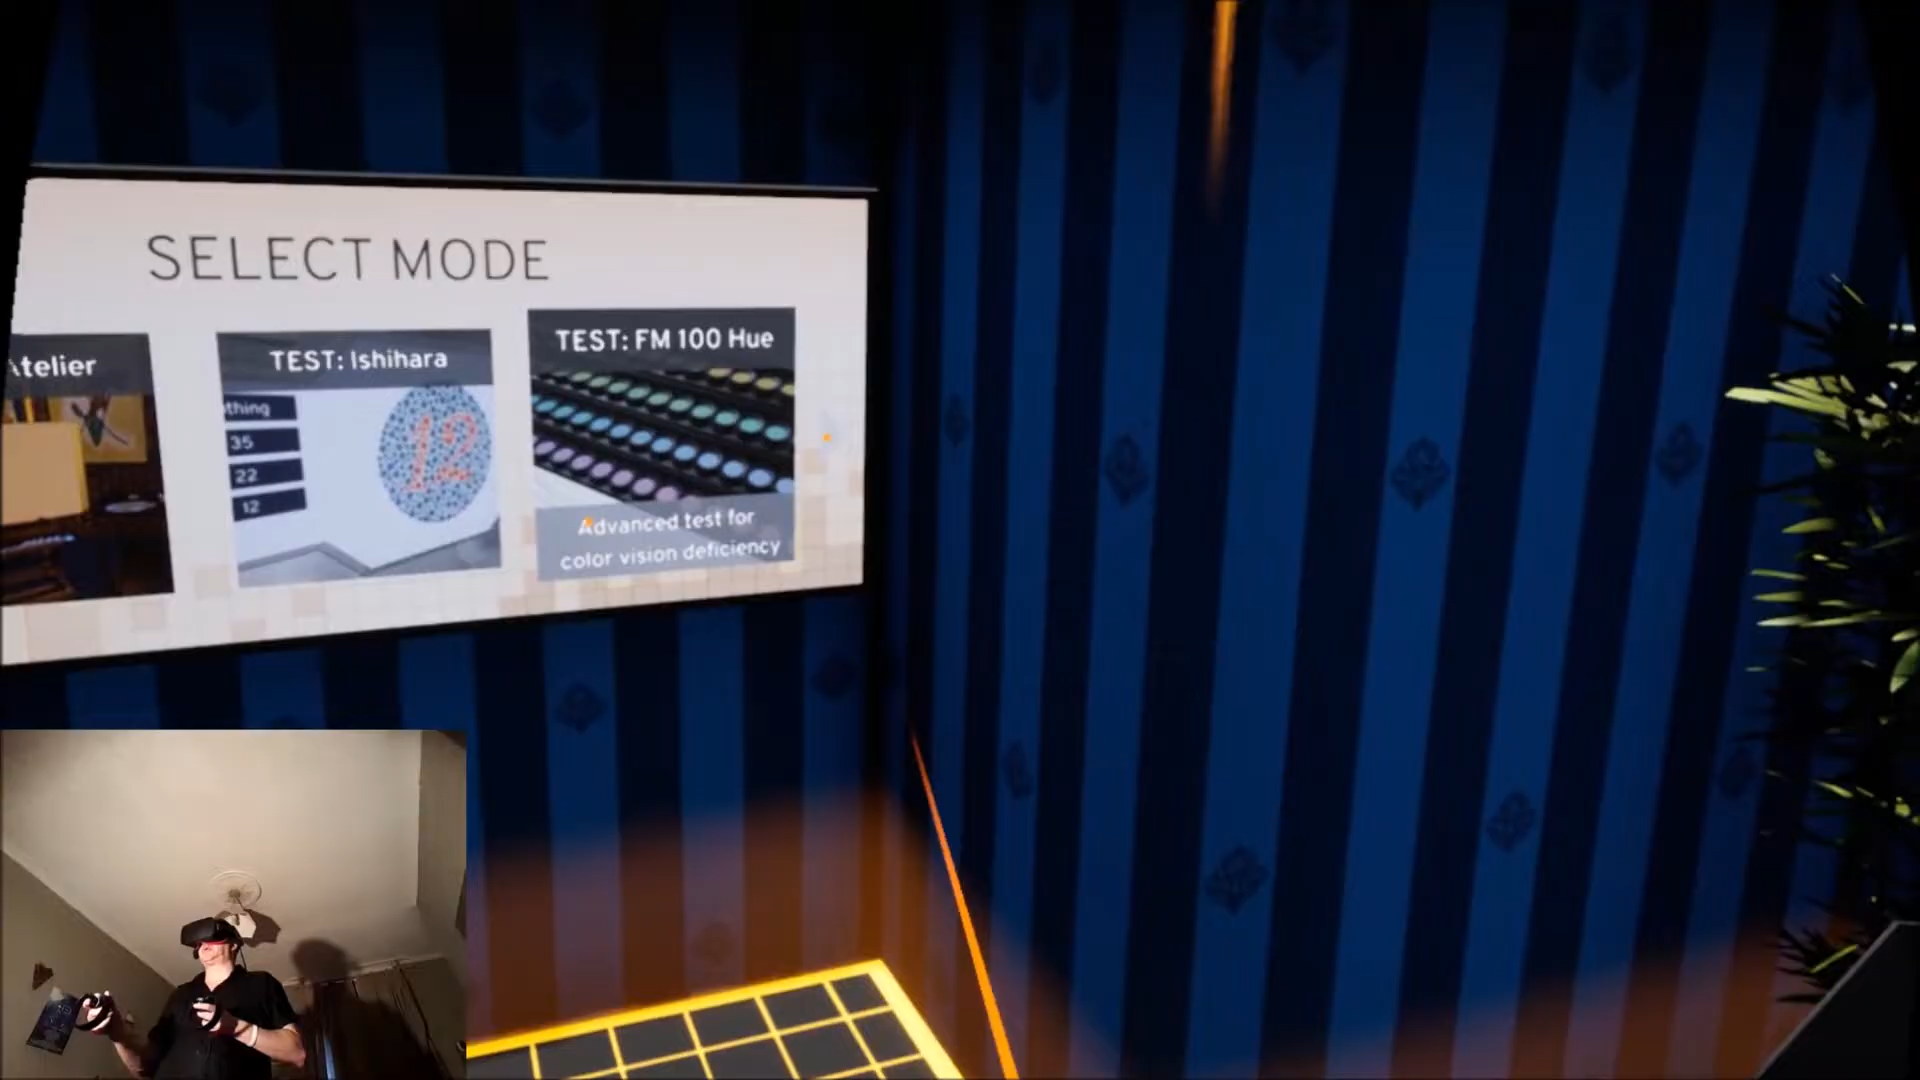 SELECT MODE
Atelier
TEST: Ishihara
thing
35
22
12
12
TEST: FM 100 Hue
Advanced test for
color vision deficiency